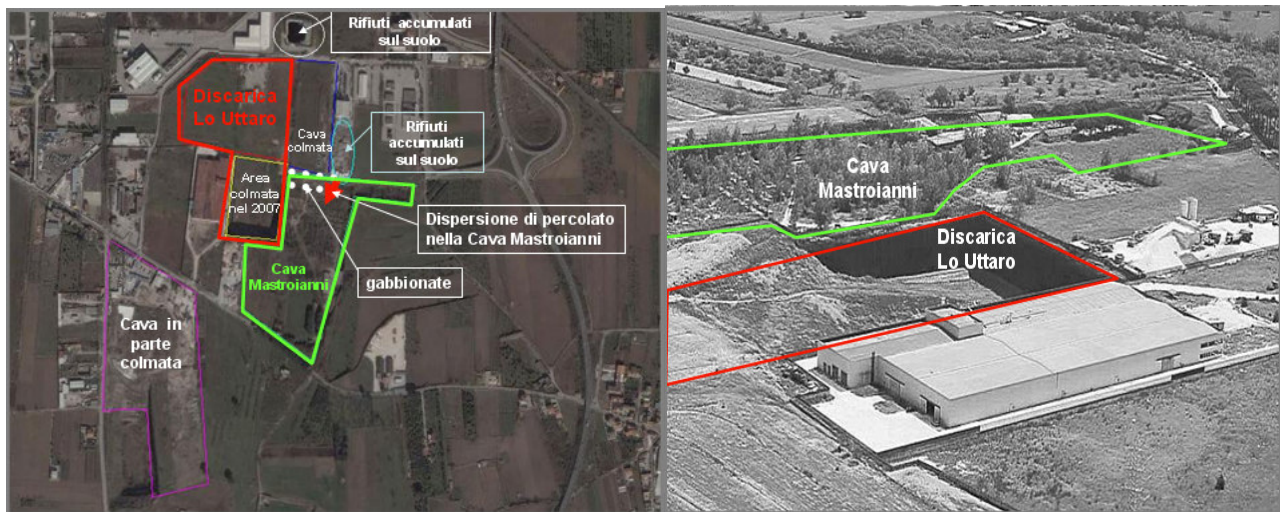 Rifiuti accumulati
sul suolo
Discarica
Lo Uttaro
Cava
colmata
Rifiuti
accumulati
sul suolo
Area
colmata
nel 2007
Dispersione di percolato
nella Cava Mastroianni
Cava
Mastroianni
gabbionate
Cava in
parte
colmata
Cava
Mastroianni
Discarica
Lo Uttaro